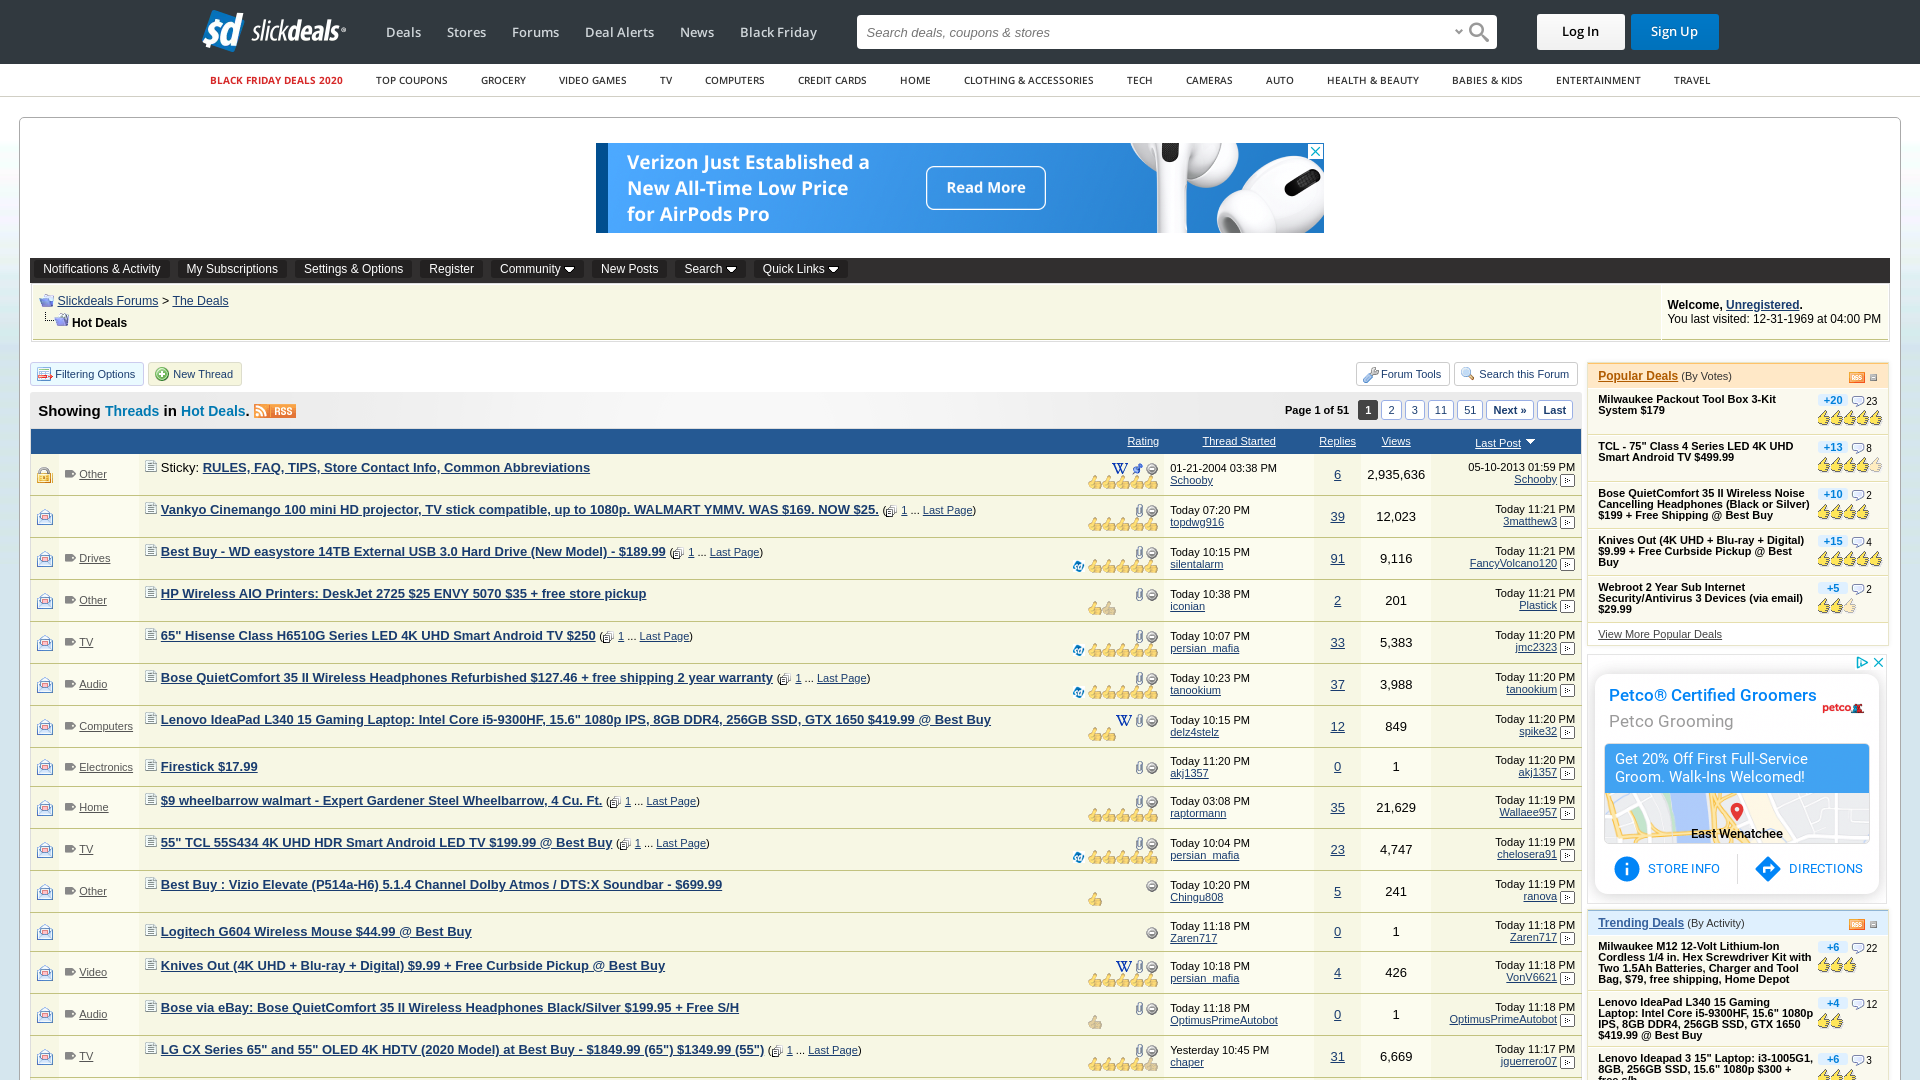 slickdeals
Deals Stores Forums Deal Alerts News Black Friday
Search deals, coupons & stores
Log In Sign Up
BLACK FRIDAY DEALS 2020 TOP COUPONS GROCERY VIDEO GAMES TV COMPUTERS CREDIT CARDS HOME CLOTHING & ACCESSORIES TECH CAMERAS AUTO HEALTH & BEAUTY BABIES & KIDS ENTERTAINMENT TRAVEL
Verizon Just Established a
New All-Time Low Price
for AirPods Pro
Read More
Notifications & Activity My Subscriptions Settings & Options Register Community New Posts Search Quick Links
Slickdeals Forums > The Deals
Hot Deals
Welcome, Unregistered.
You last visited: 12-31-1969 at 04:00 PM
Filtering Options New Thread Forum Tools Search this Forum
Showing Threads in Hot Deals. RSS
Page 1 of 51 1 2 3 11 51 Next » Last
Rating Thread Started Replies Views Last Post
Other Sticky: RULES, FAQ, TIPS, Store Contact Info, Common Abbreviations 01-21-2004 03:38 PM Schooby 6 2,935,636 05-10-2013 01:59 PM Schooby
Vankyo Cinemango 100 mini HD projector, TV stick compatible, up to 1080p. WALMART YMMV. WAS $169. NOW $25. (1 ... Last Page) Today 07:20 PM topdwg916 39 12,023 Today 11:21 PM 3matthew3
Drives Best Buy - WD easystore 14TB External USB 3.0 Hard Drive (New Model) - $189.99 (1 ... Last Page) Today 10:15 PM silentalarm 91 9,116 Today 11:21 PM FancyVolcano120
Other HP Wireless AIO Printers: DeskJet 2725 $25 ENVY 5070 $35 + free store pickup Today 10:38 PM iconian 2 201 Today 11:21 PM Plastick
TV 65" Hisense Class H6510G Series LED 4K UHD Smart Android TV $250 (1 ... Last Page) Today 10:07 PM persian_mafia 33 5,383 Today 11:20 PM jmc2323
Audio Bose QuietComfort 35 II Wireless Headphones Refurbished $127.46 + free shipping 2 year warranty (1 ... Last Page) Today 10:23 PM tanookium 37 3,988 Today 11:20 PM tanookium
Computers Lenovo IdeaPad L340 15 Gaming Laptop: Intel Core i5-9300HF, 15.6" 1080p IPS, 8GB DDR4, 256GB SSD, GTX 1650 $419.99 @ Best Buy Today 10:15 PM delz4stelz 12 849 Today 11:20 PM spike32
Electronics Firestick $17.99 Today 11:20 PM akj1357 0 1 Today 11:20 PM akj1357
Home $9 wheelbarrow walmart - Expert Gardener Steel Wheelbarrow, 4 Cu. Ft. (1 ... Last Page) Today 03:08 PM raptormann 35 21,629 Today 11:19 PM Wallaee957
TV 55" TCL 55S434 4K UHD HDR Smart Android LED TV $199.99 @ Best Buy (1 ... Last Page) Today 10:04 PM persian_mafia 23 4,747 Today 11:19 PM chelosera91
Other Best Buy : Vizio Elevate (P514a-H6) 5.1.4 Channel Dolby Atmos / DTS:X Soundbar - $699.99 Today 10:20 PM Chingu808 5 241 Today 11:19 PM ranova
Logitech G604 Wireless Mouse $44.99 @ Best Buy Today 11:18 PM Zaren717 0 1 Today 11:18 PM Zaren717
Video Knives Out (4K UHD + Blu-ray + Digital) $9.99 + Free Curbside Pickup @ Best Buy Today 10:18 PM persian_mafia 4 426 Today 11:18 PM VonV6621
Audio Bose via eBay: Bose QuietComfort 35 II Wireless Headphones Black/Silver $199.95 + Free S/H Today 11:18 PM OptimusPrimeAutobot 0 1 Today 11:18 PM OptimusPrimeAutobot
TV LG CX Series 65" and 55" OLED 4K HDTV (2020 Model) at Best Buy - $1849.99 (65") $1349.99 (55") (1 ... Last Page) Yesterday 10:45 PM chaper 31 6,669 Today 11:17 PM jguerrero07
Popular Deals (By Votes)
Milwaukee Packout Tool Box 3-Kit
System $179
+20 23
TCL - 75" Class 4 Series LED 4K UHD
Smart Android TV $499.99
+13 8
Bose QuietComfort 35 II Wireless Noise
Cancelling Headphones (Black or Silver)
$199 + Free Shipping @ Best Buy
+10 2
Knives Out (4K UHD + Blu-ray + Digital)
$9.99 + Free Curbside Pickup @ Best
Buy
+15 4
Webroot 2 Year Sub Internet
Security/Antivirus 3 Devices (via email)
$29.99
+5 2
View More Popular Deals
Petco® Certified Groomers
Petco Grooming
petco
Get 20% Off First Full-Service
Groom. Walk-Ins Welcomed!
East Wenatchee
STORE INFO DIRECTIONS
Trending Deals (By Activity)
Milwaukee M12 12-Volt Lithium-Ion
Cordless 1/4 in. Hex Screwdriver Kit with
Two 1.5Ah Batteries, Charger and Tool
Bag, $79, free shipping, Home Depot
+6 22
Lenovo IdeaPad L340 15 Gaming
Laptop: Intel Core i5-9300HF, 15.6" 1080p
IPS, 8GB DDR4, 256GB SSD, GTX 1650
$419.99 @ Best Buy
+4 12
Lenovo Ideapad 3 15" Laptop: i3-1005G1,
8GB, 256GB SSD, 15.6" 1080p $300 +
free s/h
+6 3